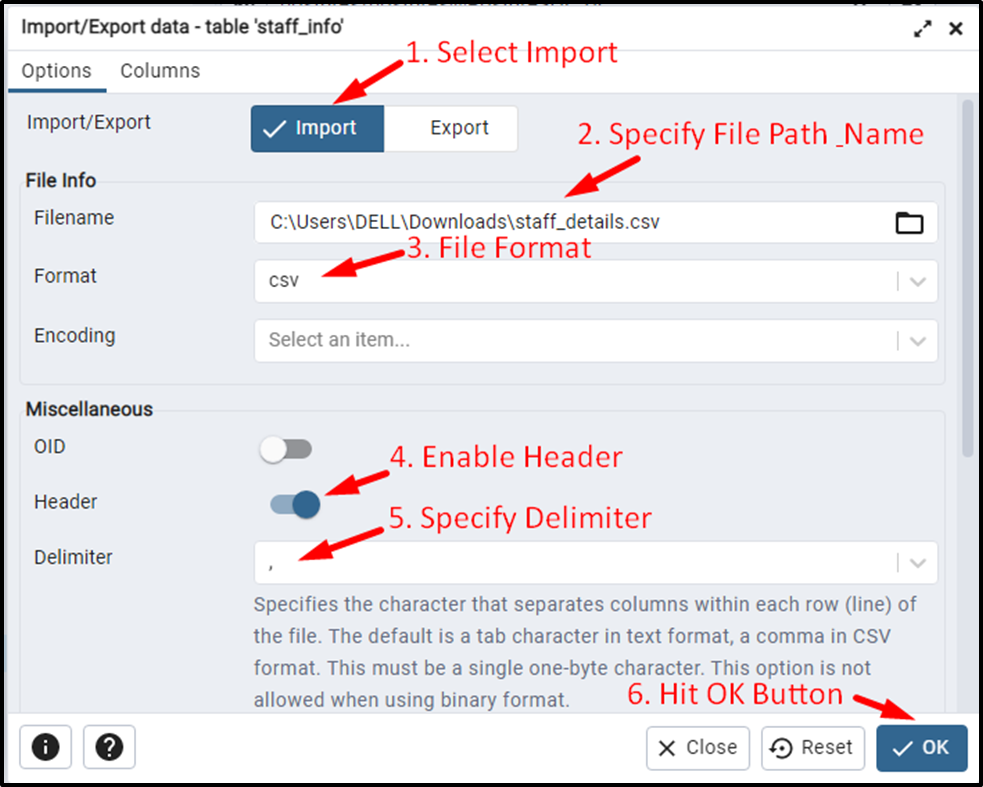 Import/Export data - table 'staff_info'
1. Select Import
Options Columns
Import/Export Import Export
2. Specify File Path _Name
File Info
Filename C:\Users\DELL\Downloads\staff_details.csv
3. File Format
Format csv
Encoding Select an item...
Miscellaneous
OID
4. Enable Header
Header
5. Specify Delimiter
Delimiter ,
Specifies the character that separates columns within each row (line) of
the file. The default is a tab character in text format, a comma in CSV
format. This must be a single one-byte character. This option is not
allowed when using binary format.
6. Hit OK Button
Close Reset OK